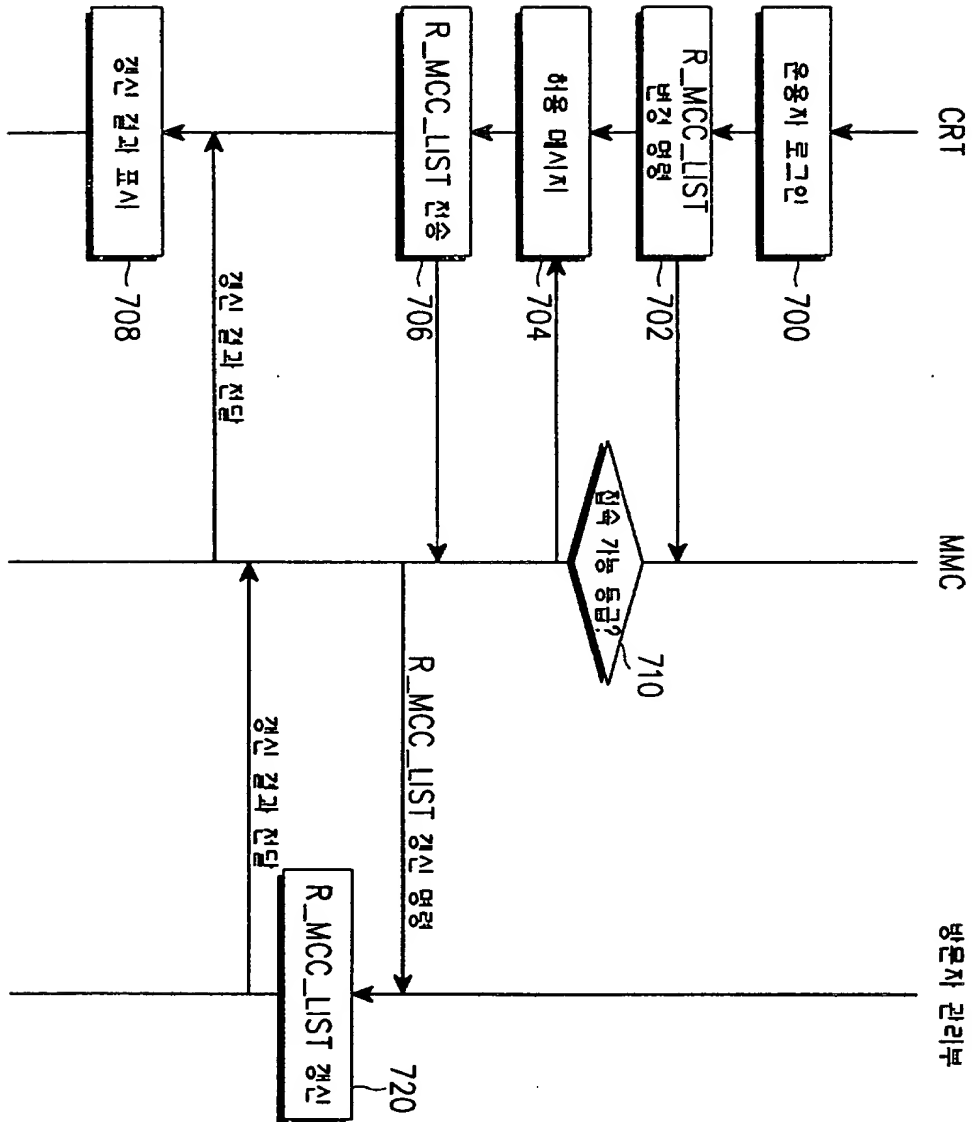 CRT
MMC
방문자 관리부
운용자 로그인
700
R_MCC_LIST
변경 명령
702
접속 가능 등급?
710
허용 메시지
704
R_MCC_LIST 전송
706
R_MCC_LIST 갱신 명령
R_MCC_LIST 갱신
720
갱신 결과 전달
갱신 결과 전달
갱신 결과 표시
708